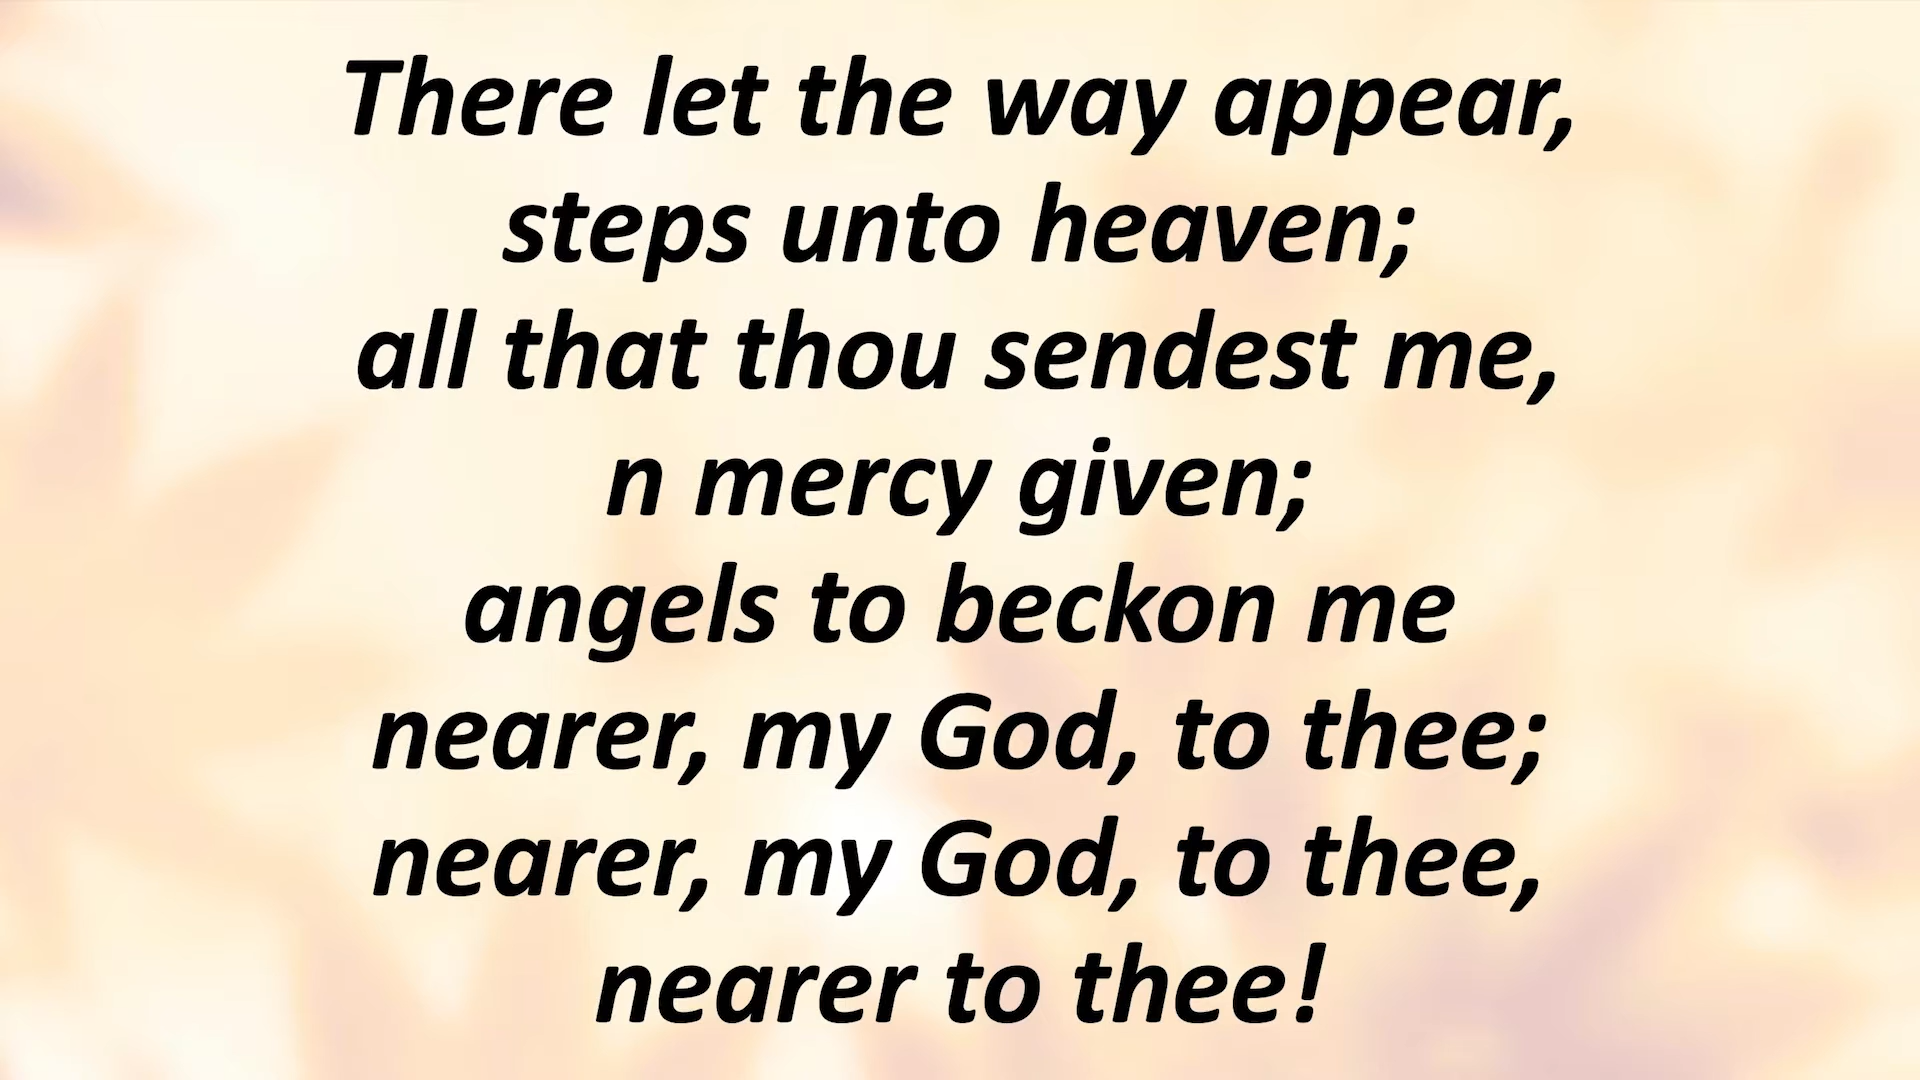 There let the way appear,
steps unto heaven;
all that thou sendest me,
n mercy given;
angels to beckon me
nearer, my God, to thee;
nearer, my God, to thee,
nearer to thee!